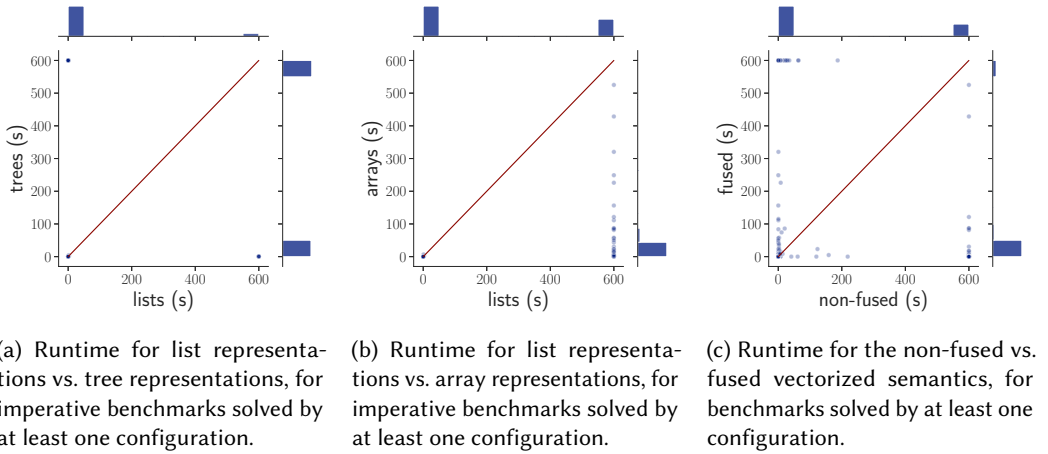 600
500
400
300
200
100
0
trees (s)
0 200 400 600
lists (s)
600
500
400
300
200
100
0
arrays (s)
0 200 400 600
lists (s)
600
500
400
300
200
100
0
fused (s)
0 200 400 600
non-fused (s)
(a) Runtime for list representa-
tions vs. tree representations, for
imperative benchmarks solved by
at least one configuration.
(b) Runtime for list representa-
tions vs. array representations, for
imperative benchmarks solved by
at least one configuration.
(c) Runtime for the non-fused vs.
fused vectorized semantics, for
benchmarks solved by at least one
configuration.